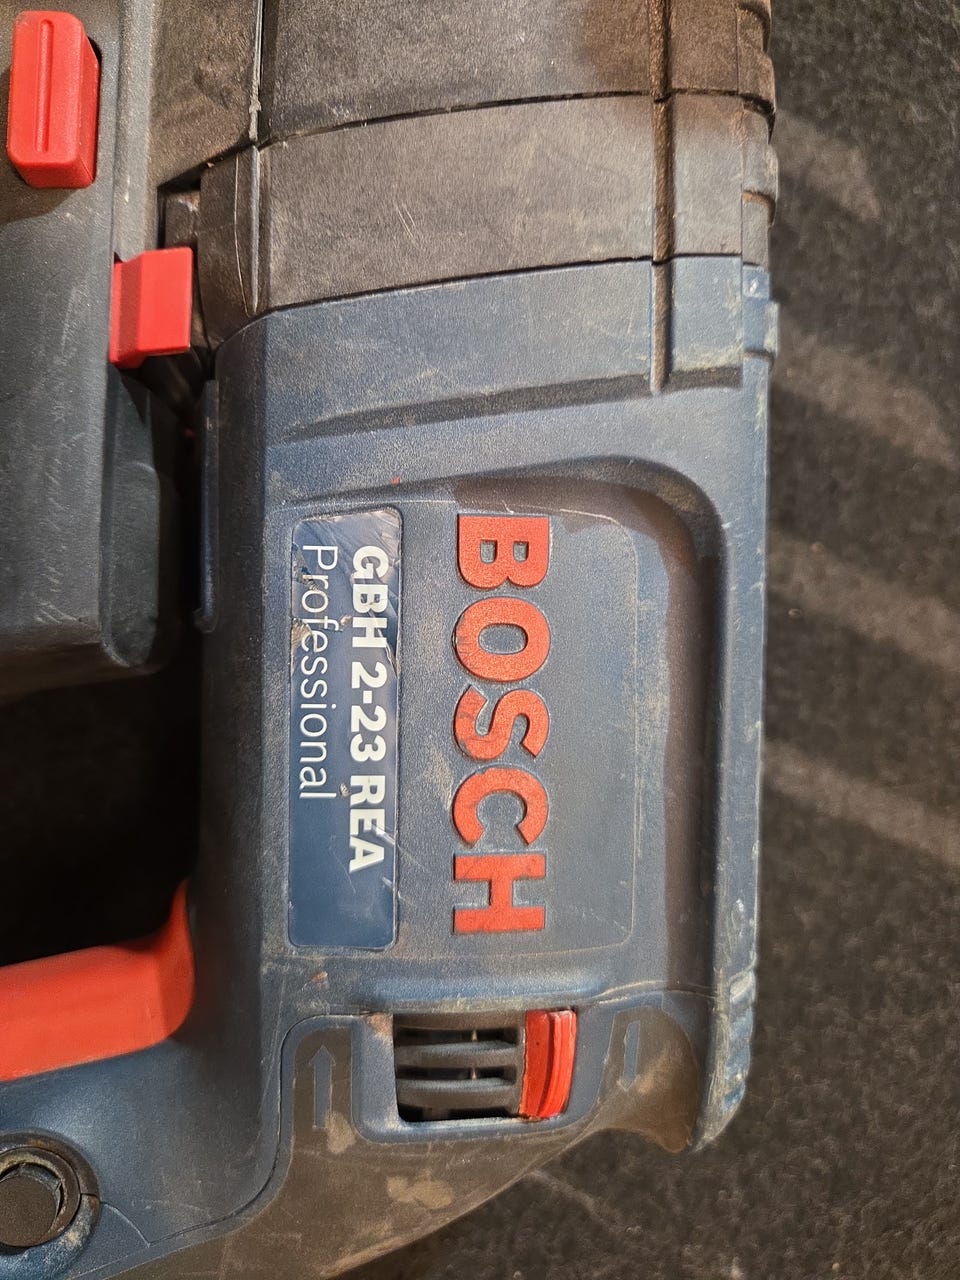 BOSCH
GBH 2-23 REA
Professional